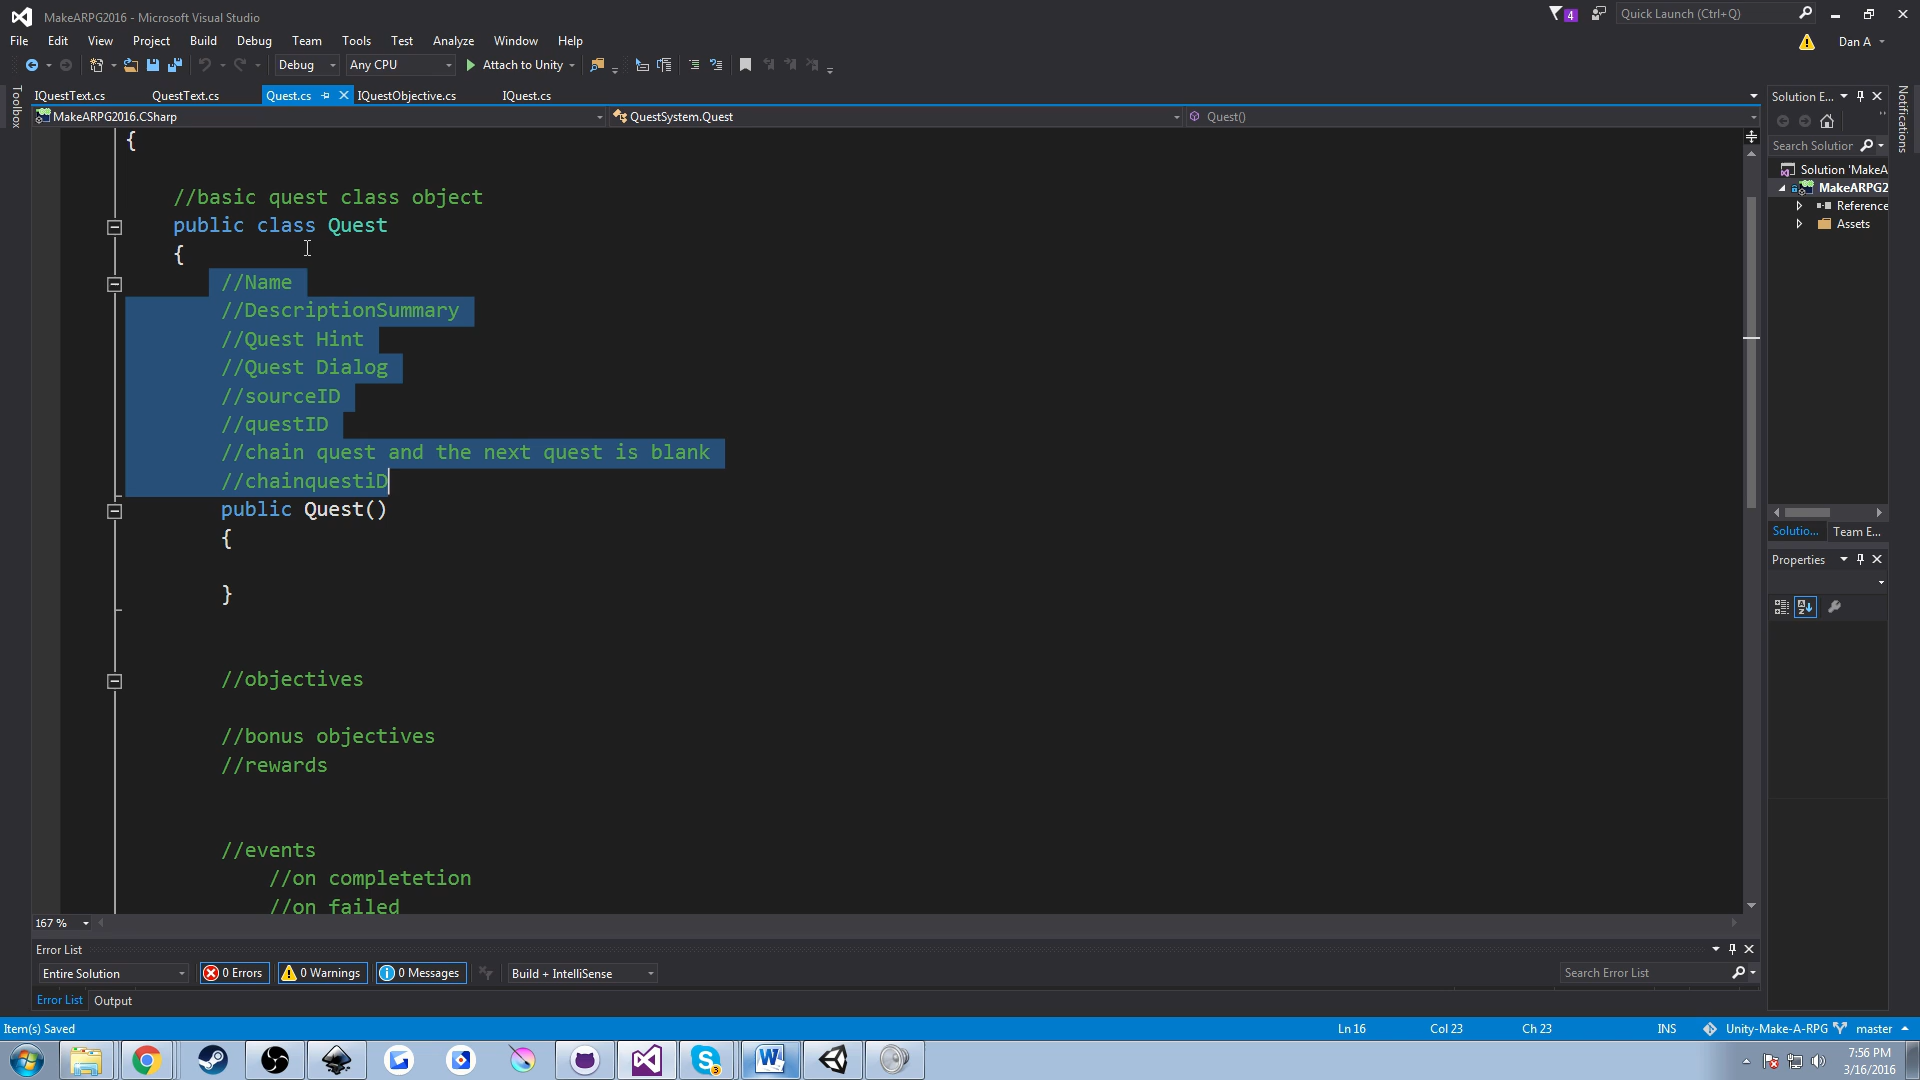 MakeARPG2016 - Microsoft Visual Studio
4
Quick Launch (Ctrl+Q)
File Edit View Project Build Debug Team Tools Test Analyze Window Help
Dan A
Debug Any CPU Attach to Unity
Toolbox
IQuestText.cs QuestText.cs Quest.cs IQuestObjective.cs IQuest.cs
MakeARPG2016.CSharp QuestSystem.Quest Quest()
{
//basic quest class object
public class Quest
{
//Name
//DescriptionSummary
//Quest Hint
//Quest Dialog
//sourceID
//questID
//chain quest and the next quest is blank
//chainquestiD
public Quest()
{
}
//objectives
//bonus objectives
//rewards
//events
//on completetion
//on failed
167 %
Solution E...
Search Solution
Solution 'MakeA
MakeARPG2
Reference
Assets
Solutio... Team E...
Properties
Notifications
Error List
Entire Solution 0 Errors 0 Warnings 0 Messages Build + IntelliSense Search Error List
Error List Output
Item(s) Saved Ln 16 Col 23 Ch 23 INS Unity-Make-A-RPG master
3
7:56 PM
3/16/2016